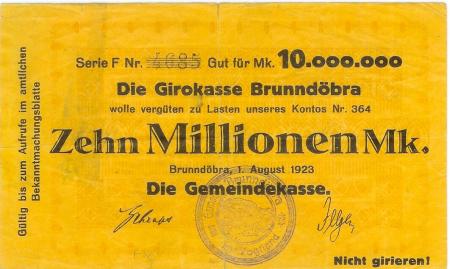 Serie F Nr. 4685 Gut für Mk. 10.000.000
Die Girokasse Brunndöbra
wolle vergüten zu Lasten unseres Kontos Nr. 364
Zehn Millionen Mk.
Brunndöbra, 1. August 1923
Die Gemeindekasse.
Nicht girieren!
Gültig bis zum Aufrufe im amtlichen
Bekanntmachungsblatte